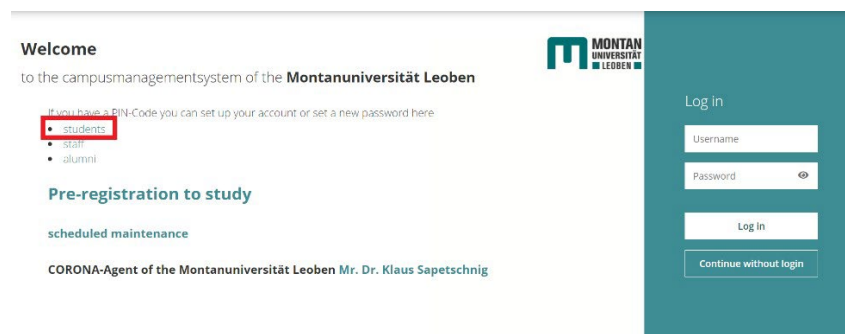 Welcome
to the campusmanagementsystem of the Montanuniversität Leoben
MONTAN
UNIVERSITÄT
LEOBEN
If you have a PIN-Code you can set up your account or set a new password here
students
staff
alumni
Pre-registration to study
scheduled maintenance
CORONA-Agent of the Montanuniversität Leoben Mr. Dr. Klaus Sapetschnig
Log in
Username
Password
Log in
Continue without login